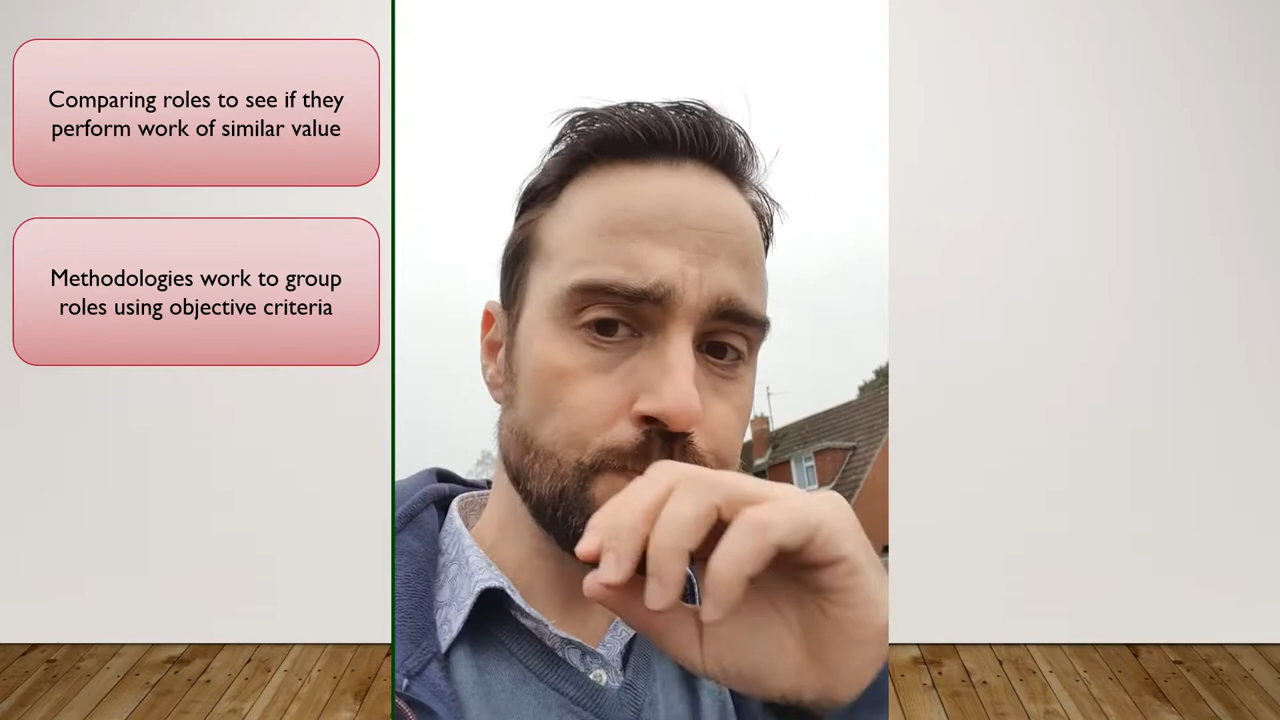 Comparing roles to see if they
perform work of similar value
Methodologies work to group
roles using objective criteria